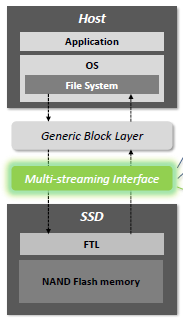 Host
Application
OS
File System
Generic Block Layer
Multi-streaming Interface
SSD
FTL
NAND Flash memory